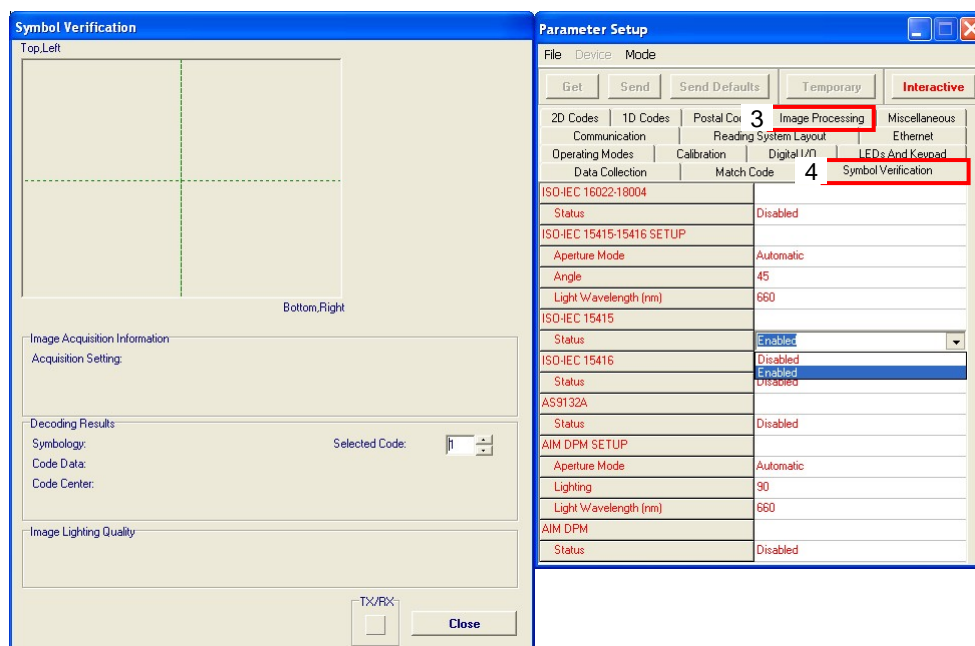 Symbol Verification
Top,Left
Bottom,Right
Image Acquisition Information
Acquisition Setting:
Decoding Results
Symbology:
Selected Code: 1
Code Data:
Code Center:
Image Lighting Quality
TX/RX
Close
Parameter Setup
File Device Mode
Get Send Send Defaults Temporary Interactive
2D Codes 1D Codes Postal Co 3 Image Processing Miscellaneous
Communication Reading System Layout Ethernet
Operating Modes Calibration Digital I/O LEDs And Keypad
Data Collection Match Code 4 Symbol Verification
ISO-IEC 16022-18004
Status Disabled
ISO-IEC 15415-15416 SETUP
Aperture Mode Automatic
Angle 45
Light Wavelength (nm) 660
ISO-IEC 15415
Status Enabled
ISO-IEC 15416 Disabled
Enabled
Status Disabled
AS9132A
Status Disabled
AIM DPM SETUP
Aperture Mode Automatic
Lighting 90
Light Wavelength (nm) 660
AIM DPM
Status Disabled